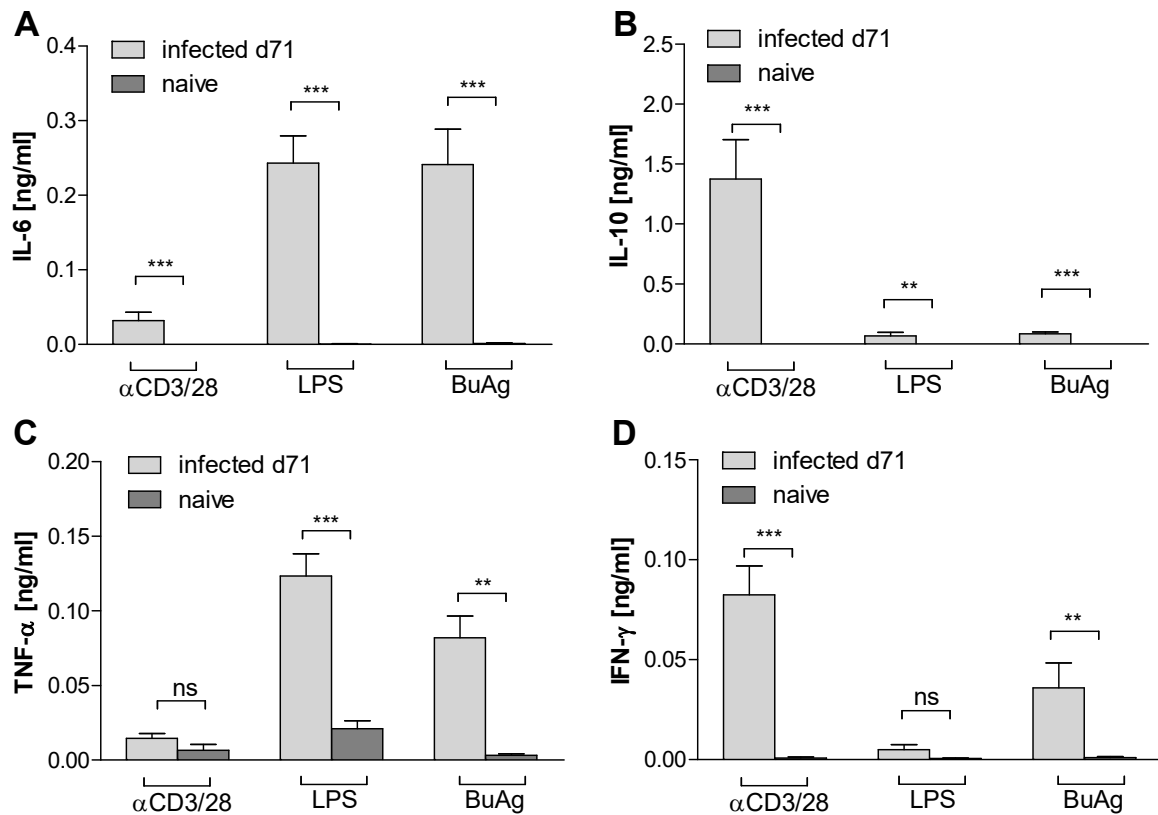 A
infected d71
naive
IL-6 [ng/ml]
0.4
0.3
0.2
0.1
0.0
***
***
***
αCD3/28
LPS
BuAg
B
infected d71
naive
IL-10 [ng/ml]
2.5
2.0
1.5
1.0
0.5
0.0
***
**
***
αCD3/28
LPS
BuAg
C
infected d71
naive
TNF-α [ng/ml]
0.20
0.15
0.10
0.05
0.00
ns
***
**
αCD3/28
LPS
BuAg
D
infected d71
naive
IFN-γ [ng/ml]
0.15
0.10
0.05
0.00
***
ns
**
αCD3/28
LPS
BuAg